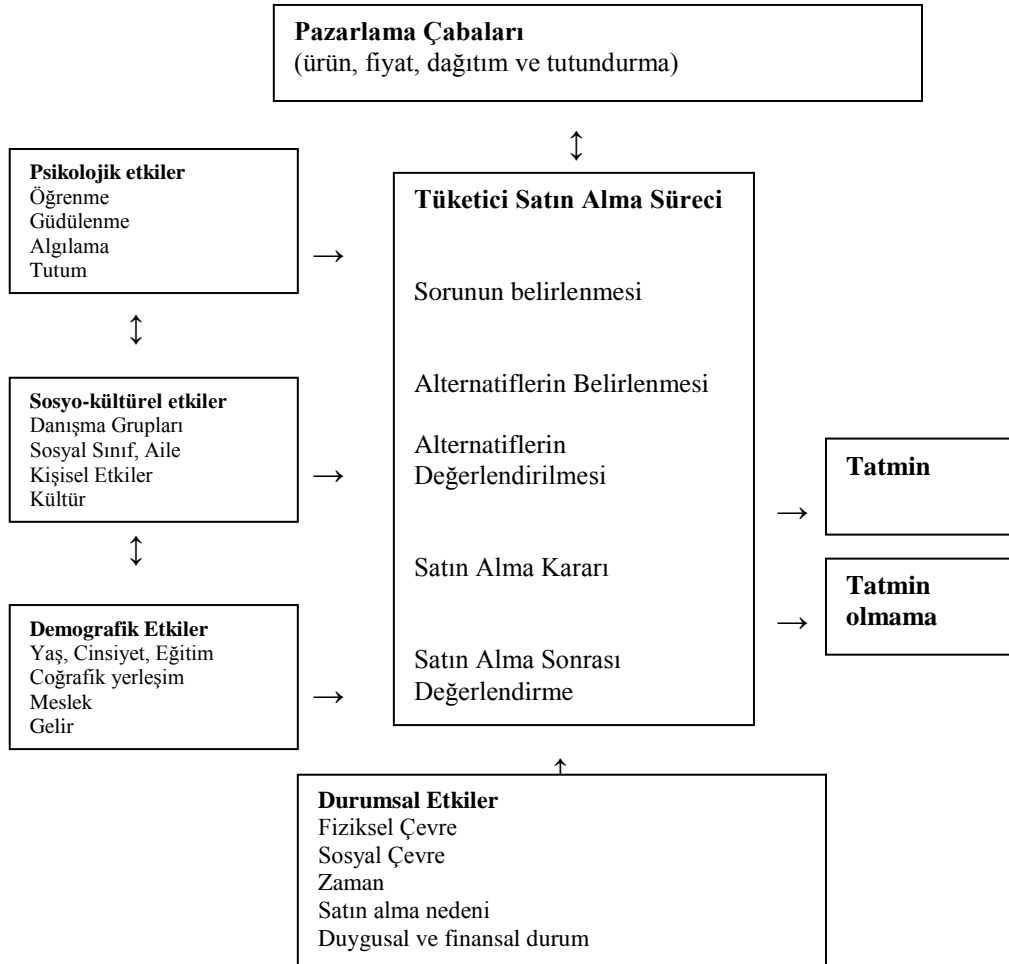 Pazarlama Çabaları
(ürün, fiyat, dağıtım ve tutundurma)
↕
Psikolojik etkiler
Öğrenme
Güdülenme
Algılama
Tutum
→
↕
Sosyo-kültürel etkiler
Danışma Grupları
Sosyal Sınıf, Aile
Kişisel Etkiler
Kültür
→
↕
Demografik Etkiler
Yaş, Cinsiyet, Eğitim
Coğrafik yerleşim
Meslek
Gelir
→
Tüketici Satın Alma Süreci
Sorunun belirlenmesi
Alternatiflerin Belirlenmesi
Alternatiflerin
Değerlendirilmesi
Satın Alma Kararı
Satın Alma Sonrası
Değerlendirme
→
Tatmin
→
Tatmin
olmama
↑
Durumsal Etkiler
Fiziksel Çevre
Sosyal Çevre
Zaman
Satın alma nedeni
Duygusal ve finansal durum